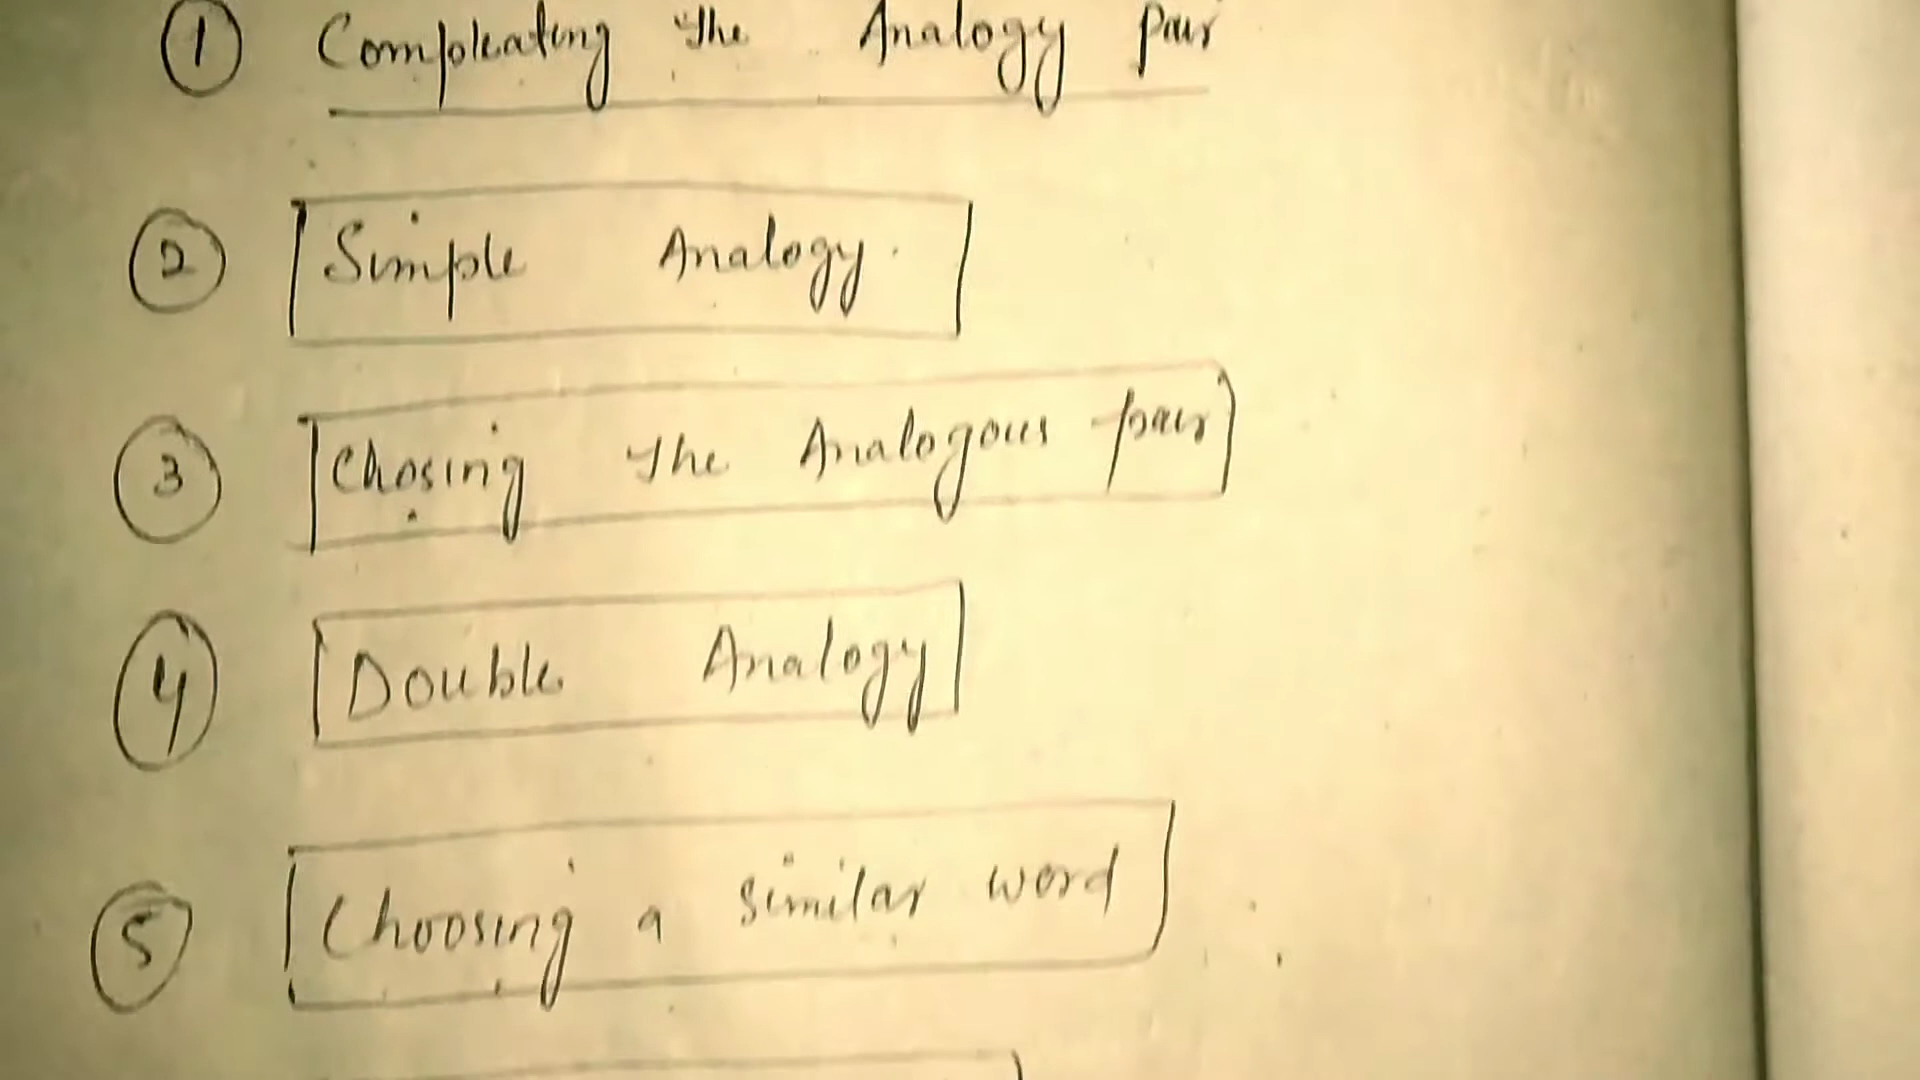 ① Compleating the Analogy pair
② Simple Analogy.
③ Chosing the Analogous pair
④ Double Analogy
⑤ Choosing a similar word